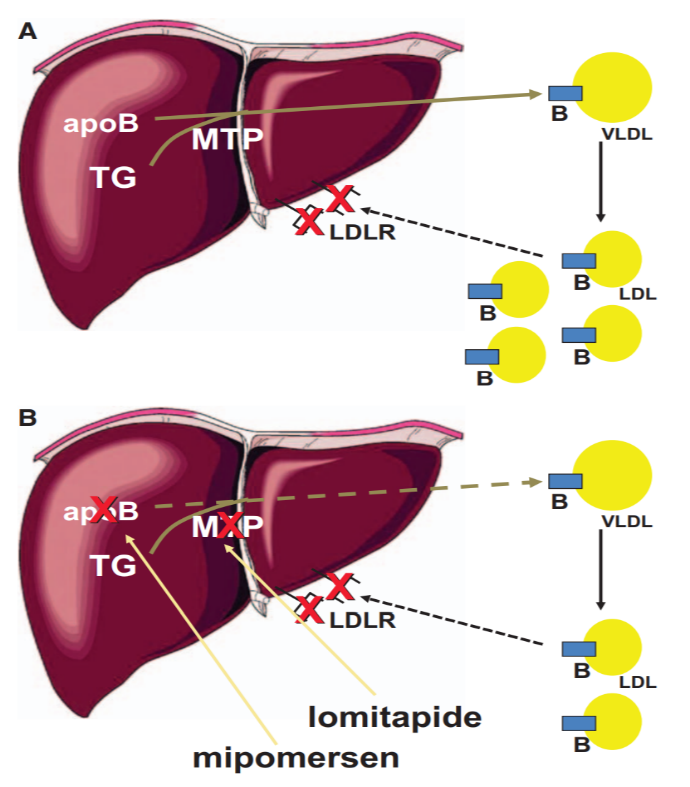 A
apoB
MTP
TG
B
VLDL
LDLR
B
LDL
B
B
B
B
apoB
MTP
TG
B
VLDL
LDLR
B
LDL
B
lomitapide
mipomersen